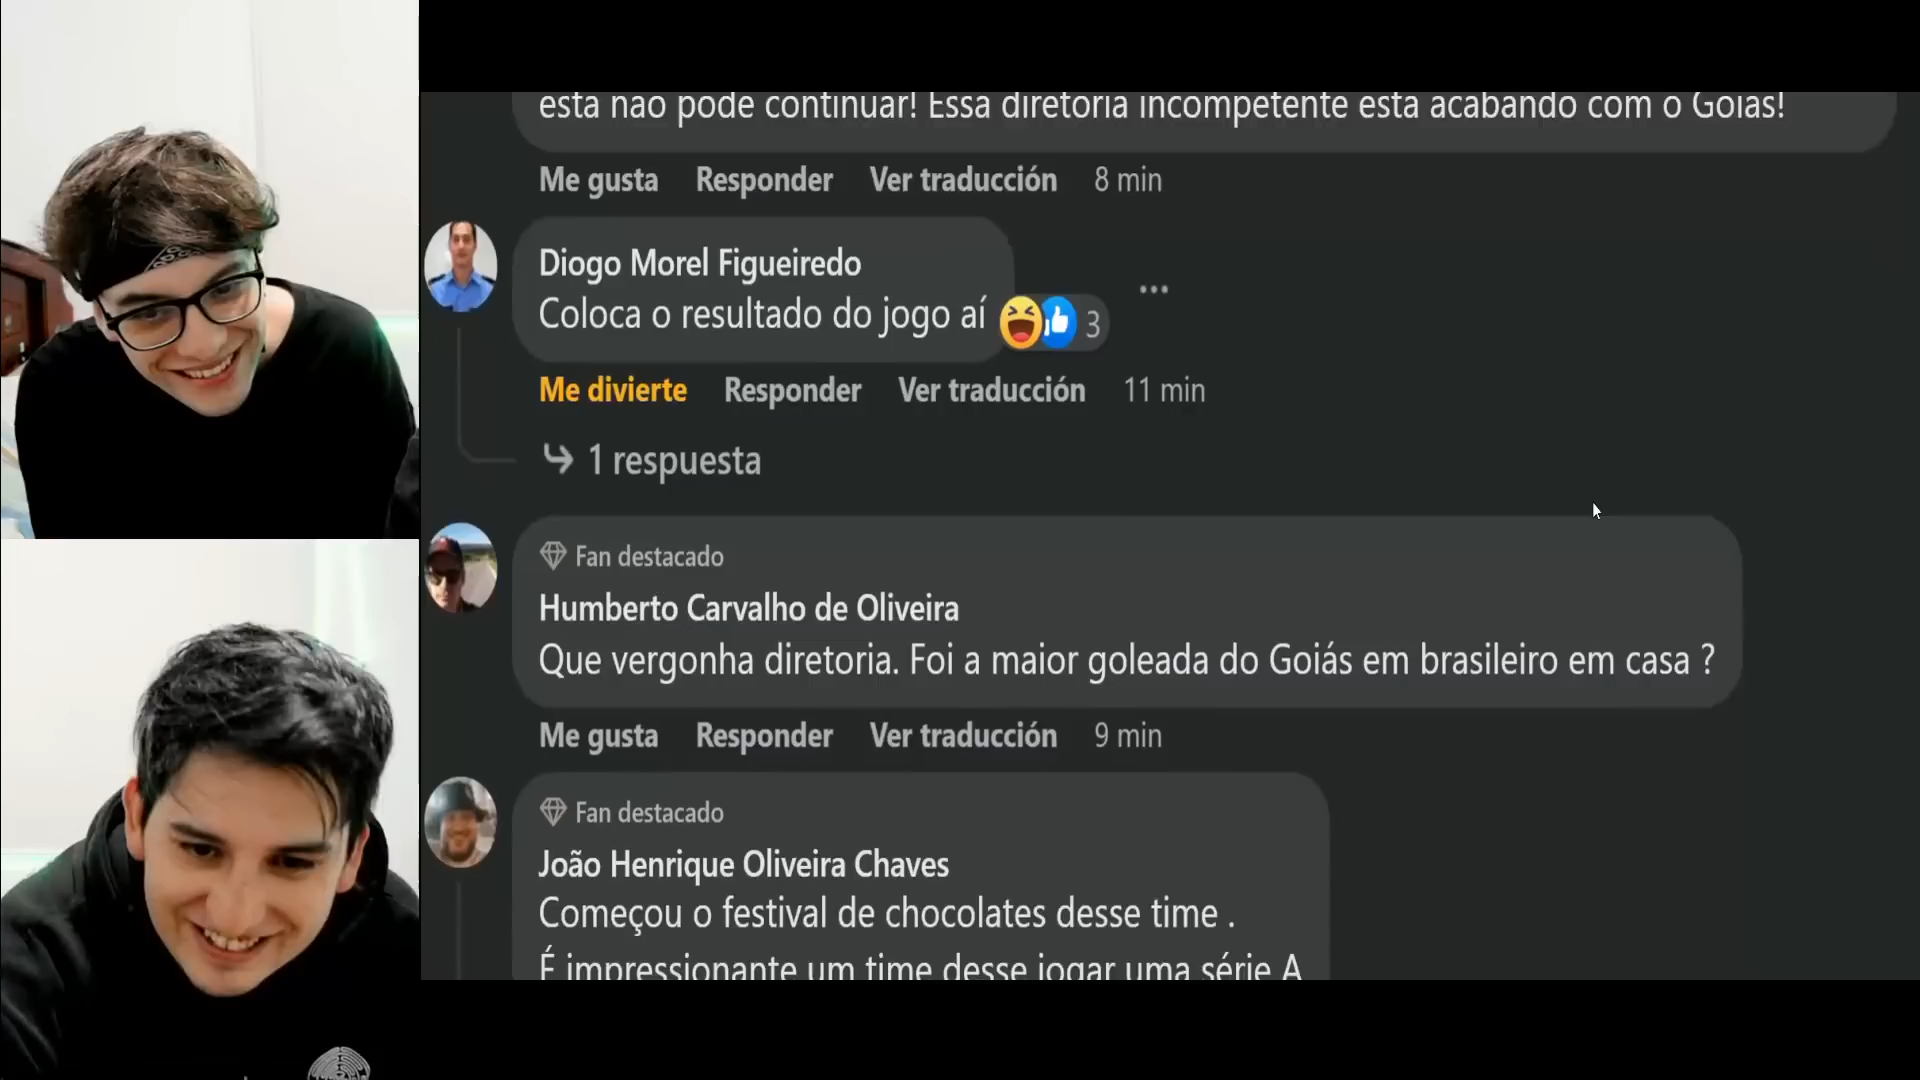 está não pode continuar! Essa diretoria incompetente está acabando com o Goiás!
Me gusta Responder Ver traducción 8 min
Diogo Morel Figueiredo
Coloca o resultado do jogo aí
3
Me divierte Responder Ver traducción 11 min
1 respuesta
Fan destacado
Humberto Carvalho de Oliveira
Que vergonha diretoria. Foi a maior goleada do Goiás em brasileiro em casa ?
Me gusta Responder Ver traducción 9 min
Fan destacado
João Henrique Oliveira Chaves
Começou o festival de chocolates desse time .
É impressionante um time desse jogar uma série A